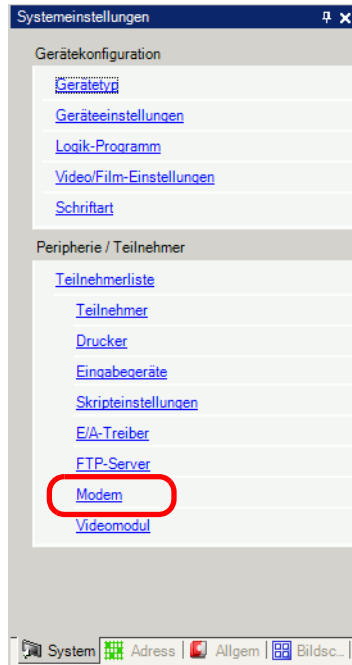 Systemeinstellungen
Gerätekonfiguration
Gerätetyp
Geräteeinstellungen
Logik-Programm
Video/Film-Einstellungen
Schriftart
Peripherie / Teilnehmer
Teilnehmerliste
Teilnehmer
Drucker
Eingabegeräte
Skripteinstellungen
E/A-Treiber
FTP-Server
Modem
Videomodul
System Adress Allgem Bildsc...